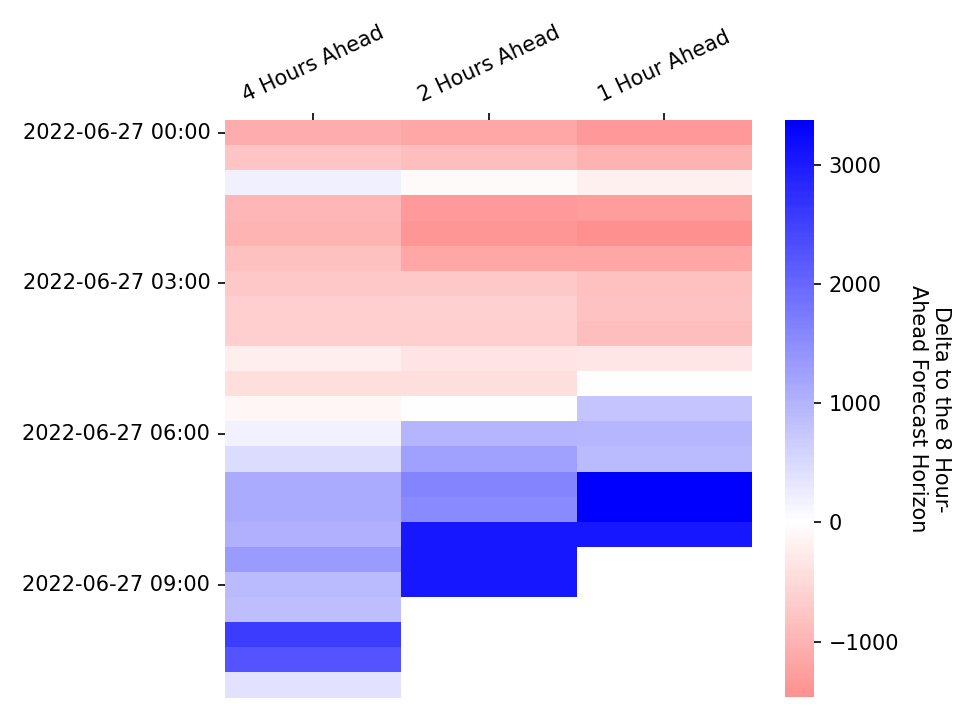 4 Hours Ahead
2 Hours Ahead
1 Hour Ahead
2022-06-27 00:00
2022-06-27 03:00
2022-06-27 06:00
2022-06-27 09:00
3000
2000
1000
0
−1000
Delta to the 8 Hour-
Ahead Forecast Horizon